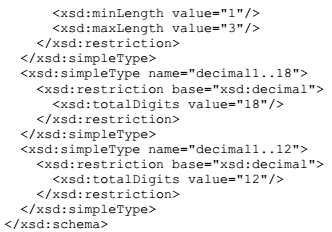 <xsd:minLength value="1"/>
<xsd:maxLength value="3"/>
</xsd:restriction>
</xsd:simpleType>
<xsd:simpleType name="decimal1..18">
<xsd:restriction base="xsd:decimal">
<xsd:totalDigits value="18"/>
</xsd:restriction>
</xsd:simpleType>
<xsd:simpleType name="decimal1..12">
<xsd:restriction base="xsd:decimal">
<xsd:totalDigits value="12"/>
</xsd:restriction>
</xsd:simpleType>
</xsd:schema>